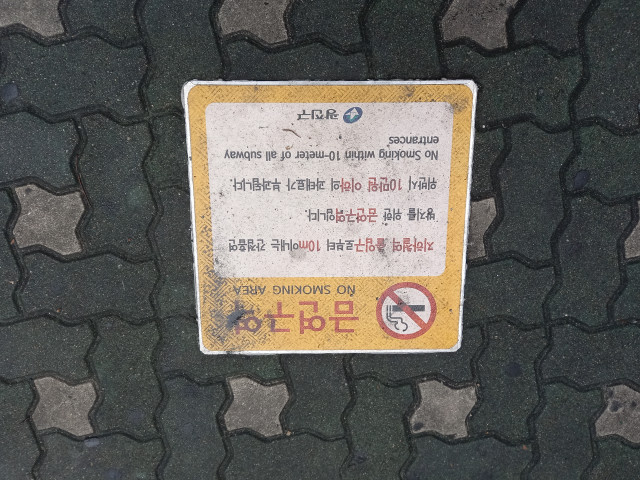 금연구역
NO SMOKING AREA
지하철역 출입구로부터 10m이내는 간접흡연
방지를 위한 금연구역입니다.
위반시 10만원 이하의 과태료가 부과됩니다.
No Smoking within 10-meter of all subway
entrances
광진구